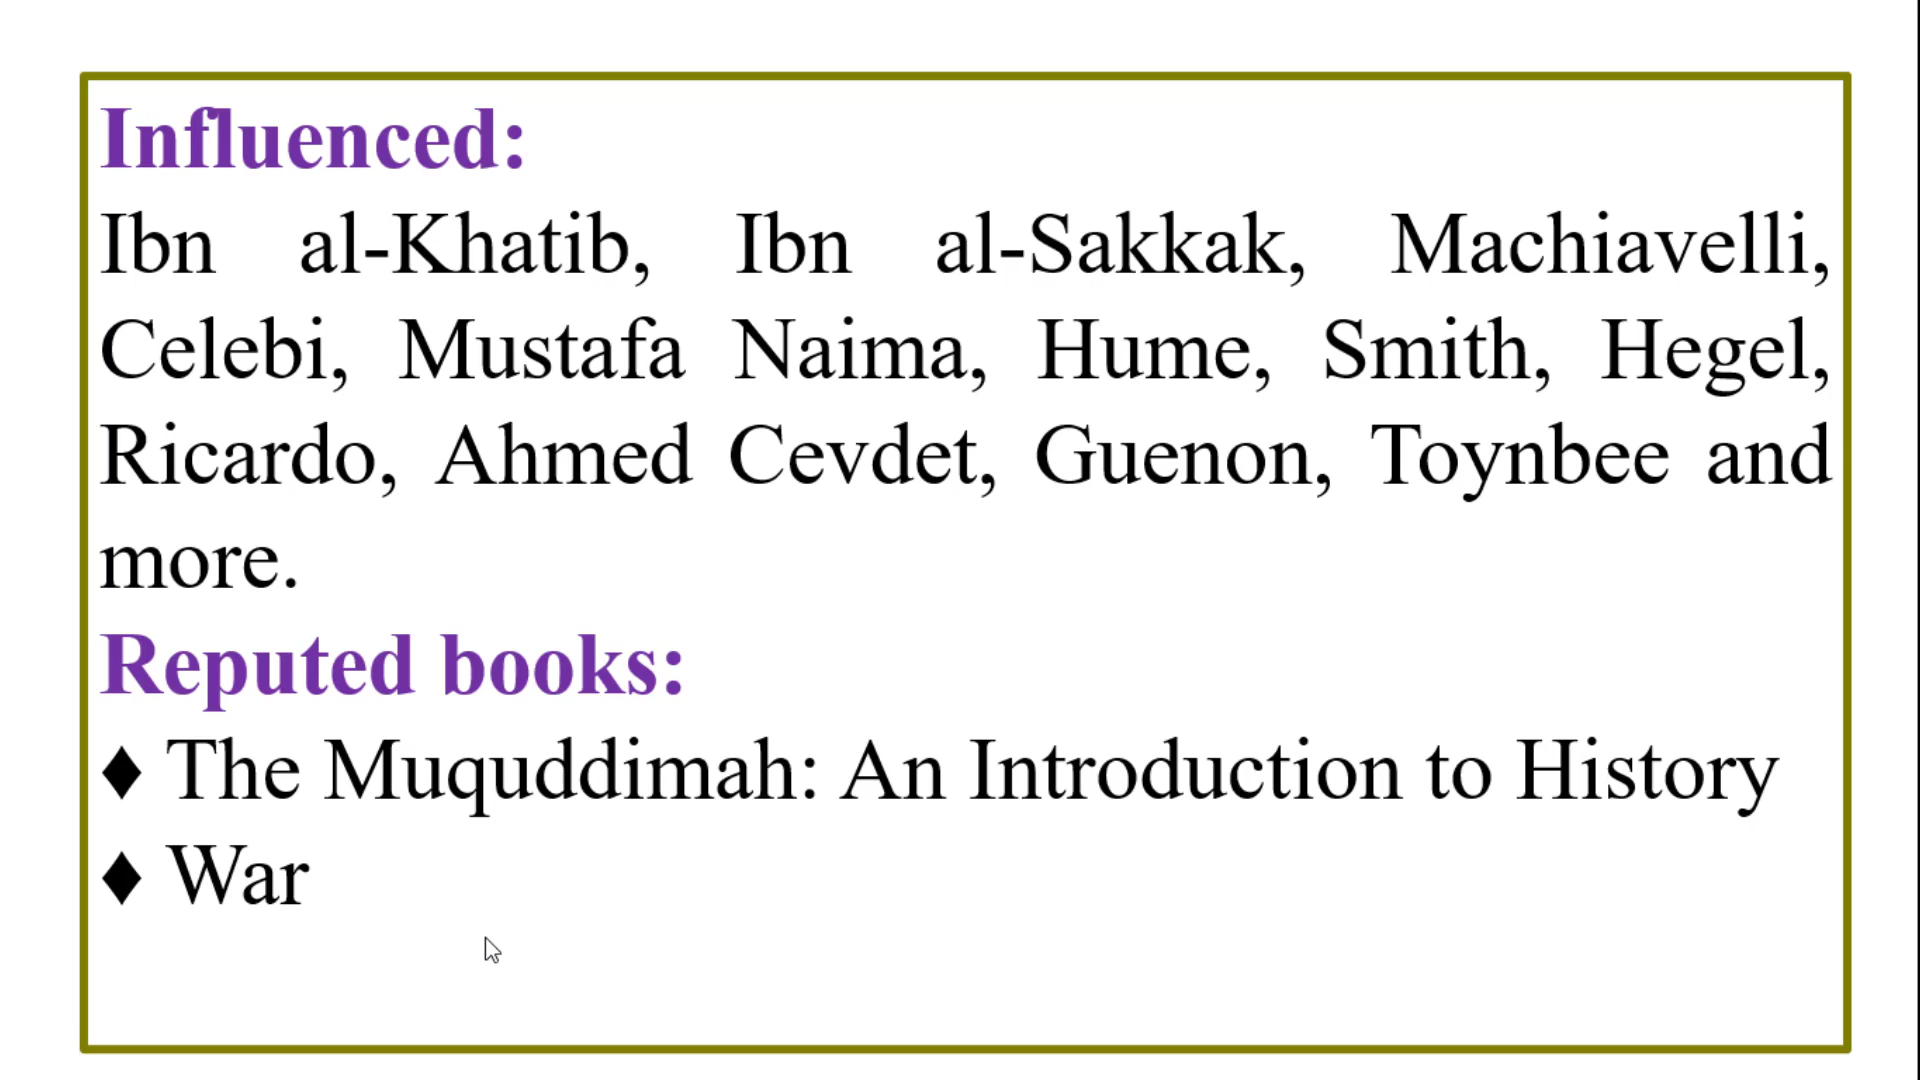 Influenced:
Ibn al-Khatib, Ibn al-Sakkak, Machiavelli,
Celebi, Mustafa Naima, Hume, Smith, Hegel,
Ricardo, Ahmed Cevdet, Guenon, Toynbee and
more.
Reputed books:
♦ The Muquddimah: An Introduction to History
♦ War